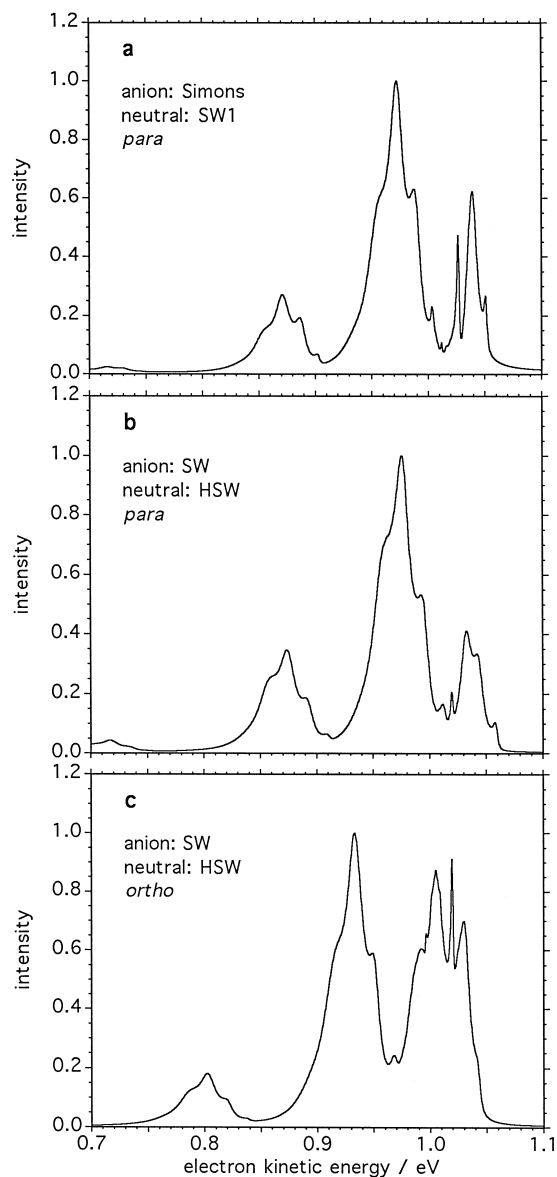 1.2
a
anion: Simons
neutral: SW1
para
1.0
0.8
0.6
0.4
0.2
0.0
intensity
1.2
b
anion: SW
neutral: HSW
para
1.0
0.8
0.6
0.4
0.2
0.0
intensity
1.2
c
anion: SW
neutral: HSW
ortho
1.0
0.8
0.6
0.4
0.2
0.0
intensity
0.7 0.8 0.9 1.0 1.1
electron kinetic energy / eV